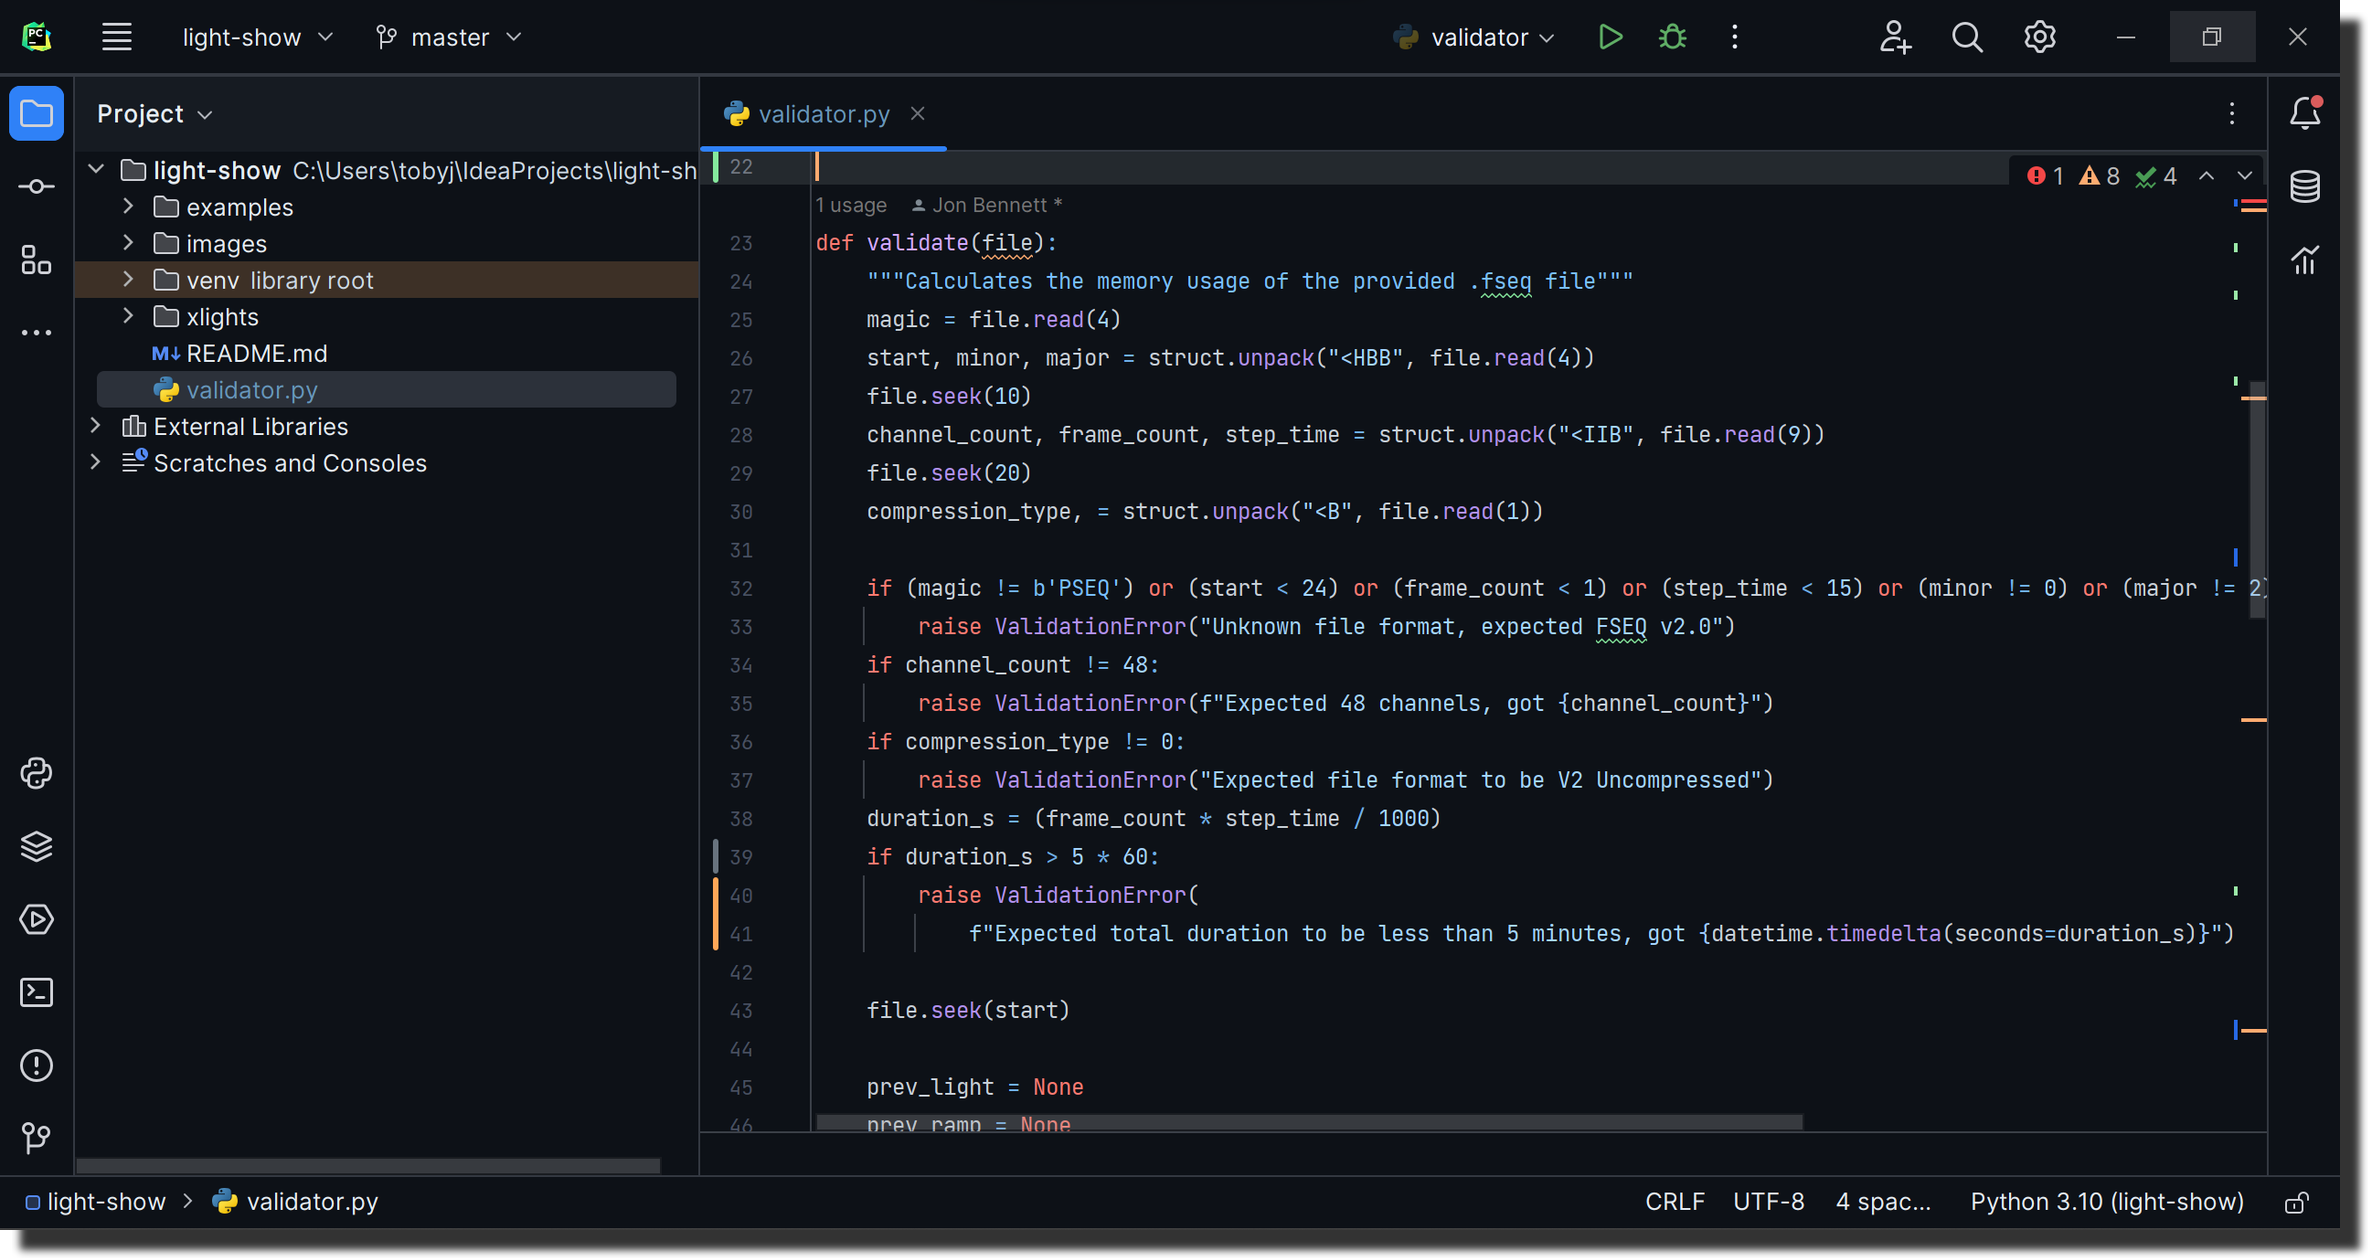 PC
light-show
master
validator
Project
validator.py
light-show C:\Users\tobyj\IdeaProjects\light-sh
examples
images
venv library root
xlights
M↓ README.md
validator.py
External Libraries
Scratches and Consoles
1 8 4
22
1 usage Jon Bennett *
23 def validate(file):
24 """Calculates the memory usage of the provided .fseq file"""
25 magic = file.read(4)
26 start, minor, major = struct.unpack("<HBB", file.read(4))
27 file.seek(10)
28 channel_count, frame_count, step_time = struct.unpack("<IIB", file.read(9))
29 file.seek(20)
30 compression_type, = struct.unpack("<B", file.read(1))
31
32 if (magic != b'PSEQ') or (start < 24) or (frame_count < 1) or (step_time < 15) or (minor != 0) or (major != 2)
33 raise ValidationError("Unknown file format, expected FSEQ v2.0")
34 if channel_count != 48:
35 raise ValidationError(f"Expected 48 channels, got {channel_count}")
36 if compression_type != 0:
37 raise ValidationError("Expected file format to be V2 Uncompressed")
38 duration_s = (frame_count * step_time / 1000)
39 if duration_s > 5 * 60:
40 raise ValidationError(
41 f"Expected total duration to be less than 5 minutes, got {datetime.timedelta(seconds=duration_s)}")
42
43 file.seek(start)
44
45 prev_light = None
46 prev_ramp = None
light-show > validator.py
CRLF UTF-8 4 spac... Python 3.10 (light-show)